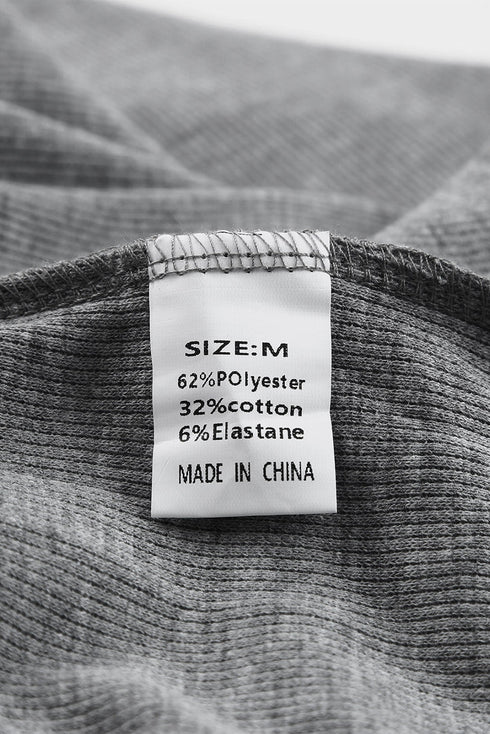 SIZE:M
62%POlyester
32%cotton
6%Elastane
MADE IN CHINA